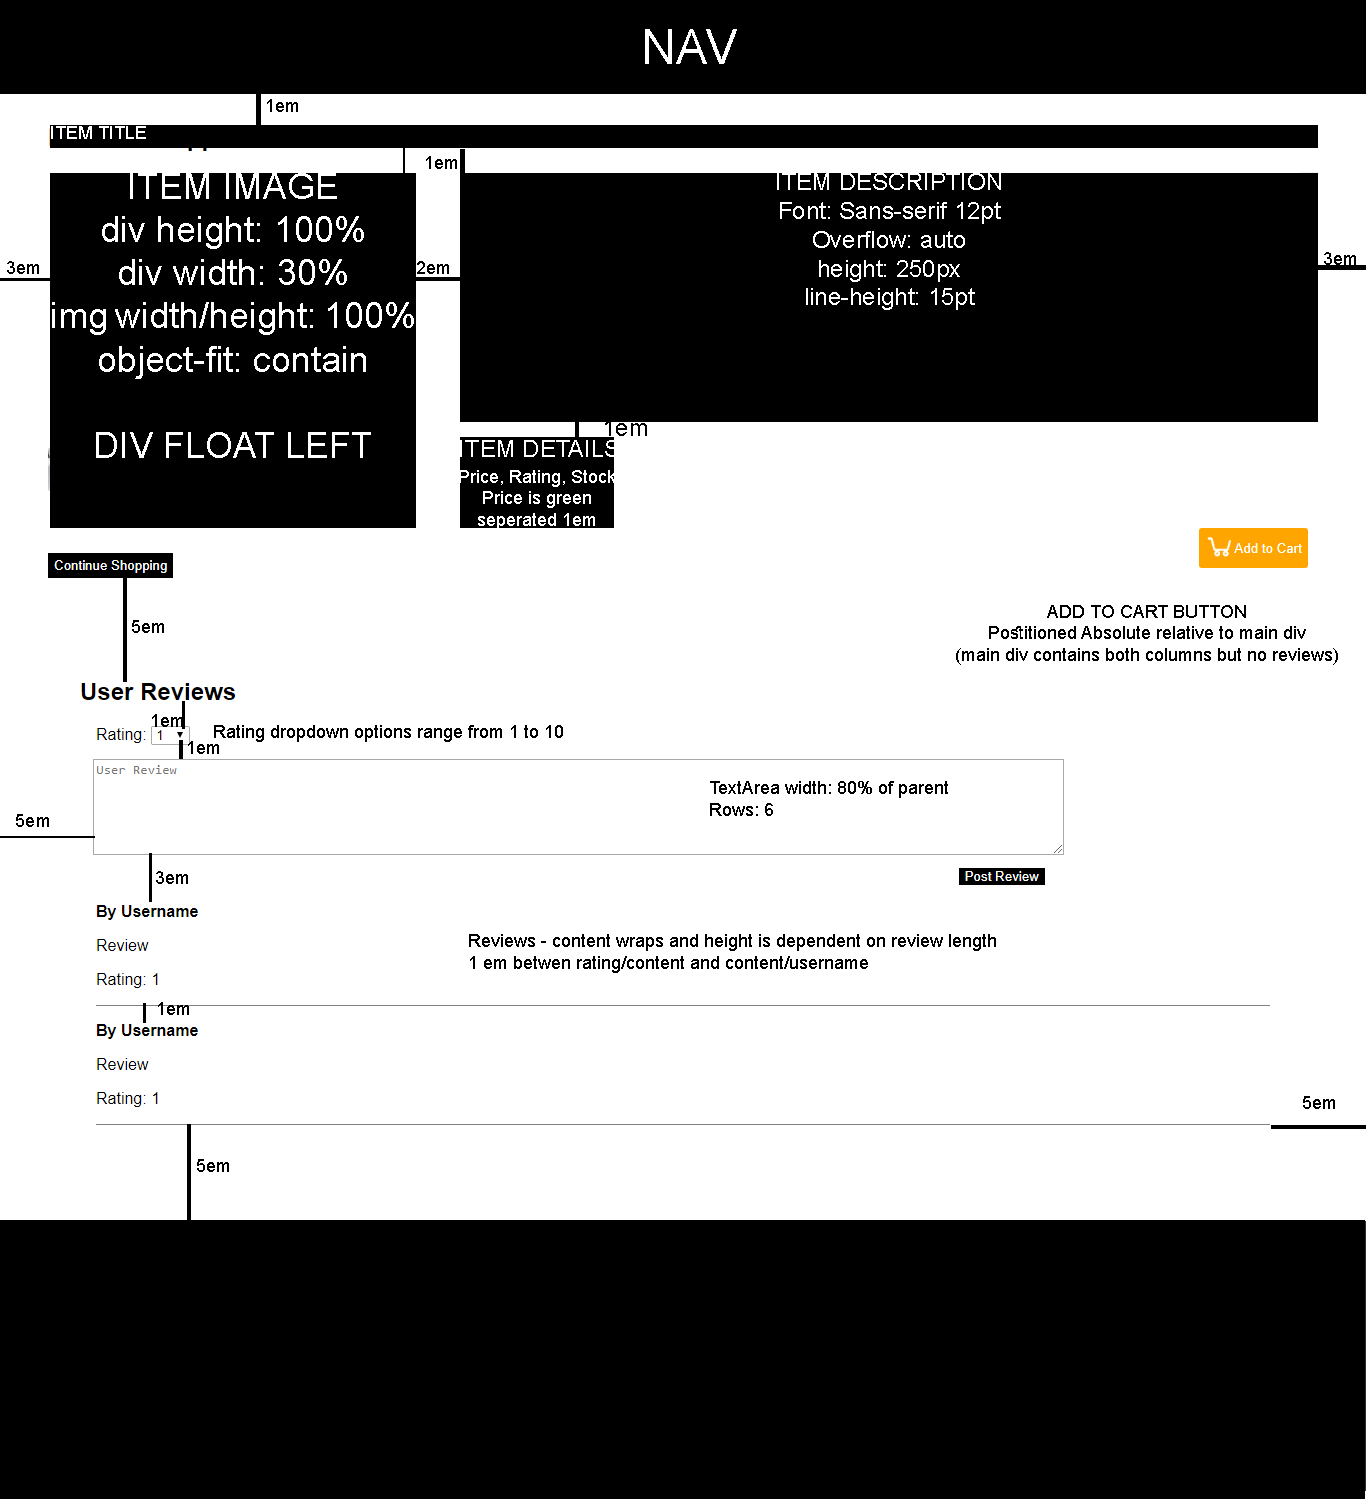 NAV
1em
ITEM TITLE
1em
ITEM IMAGE
div height: 100%
div width: 30%
img width/height: 100%
object-fit: contain
DIV FLOAT LEFT
3em
2em
ITEM DESCRIPTION
Font: Sans-serif 12pt
Overflow: auto
height: 250px
line-height: 15pt
3em
1em
ITEM DETAILS
Price, Rating, Stock
Price is green
seperated 1em
Add to Cart
Continue Shopping
ADD TO CART BUTTON
Postitioned Absolute relative to main div
(main div contains both columns but no reviews)
5em
User Reviews
1em
Rating: 1
Rating dropdown options range from 1 to 10
1em
User Review
TextArea width: 80% of parent
Rows: 6
5em
Post Review
3em
By Username
Review
Rating: 1
Reviews - content wraps and height is dependent on review length
1 em betwen rating/content and content/username
1em
By Username
Review
Rating: 1
5em
5em